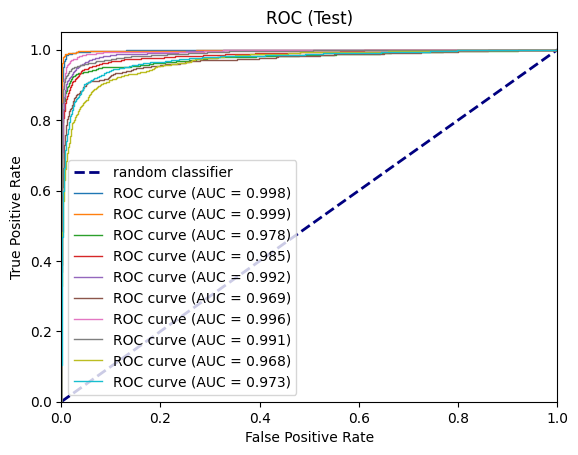 ROC (Test)
True Positive Rate
1.0
0.8
0.6
0.4
0.2
0.0
random classifier
ROC curve (AUC = 0.998)
ROC curve (AUC = 0.999)
ROC curve (AUC = 0.978)
ROC curve (AUC = 0.985)
ROC curve (AUC = 0.992)
ROC curve (AUC = 0.969)
ROC curve (AUC = 0.996)
ROC curve (AUC = 0.991)
ROC curve (AUC = 0.968)
ROC curve (AUC = 0.973)
0.0 0.2 0.4 0.6 0.8 1.0
False Positive Rate